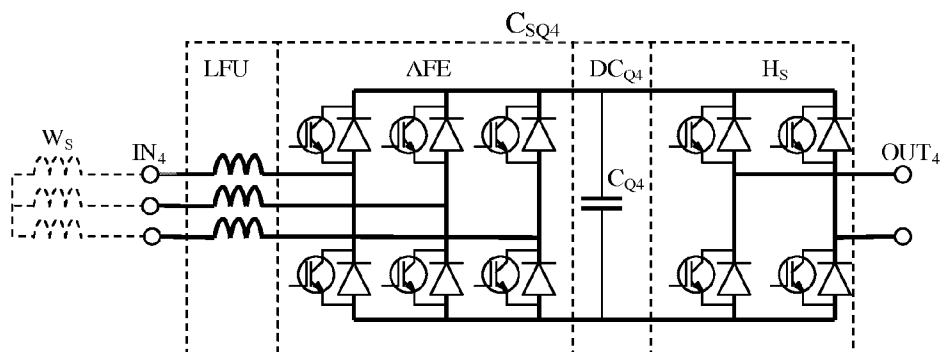 C_SQ4
LFU
AFE
DC_Q4
H_S
W_S
IN_4
OUT_4
C_Q4